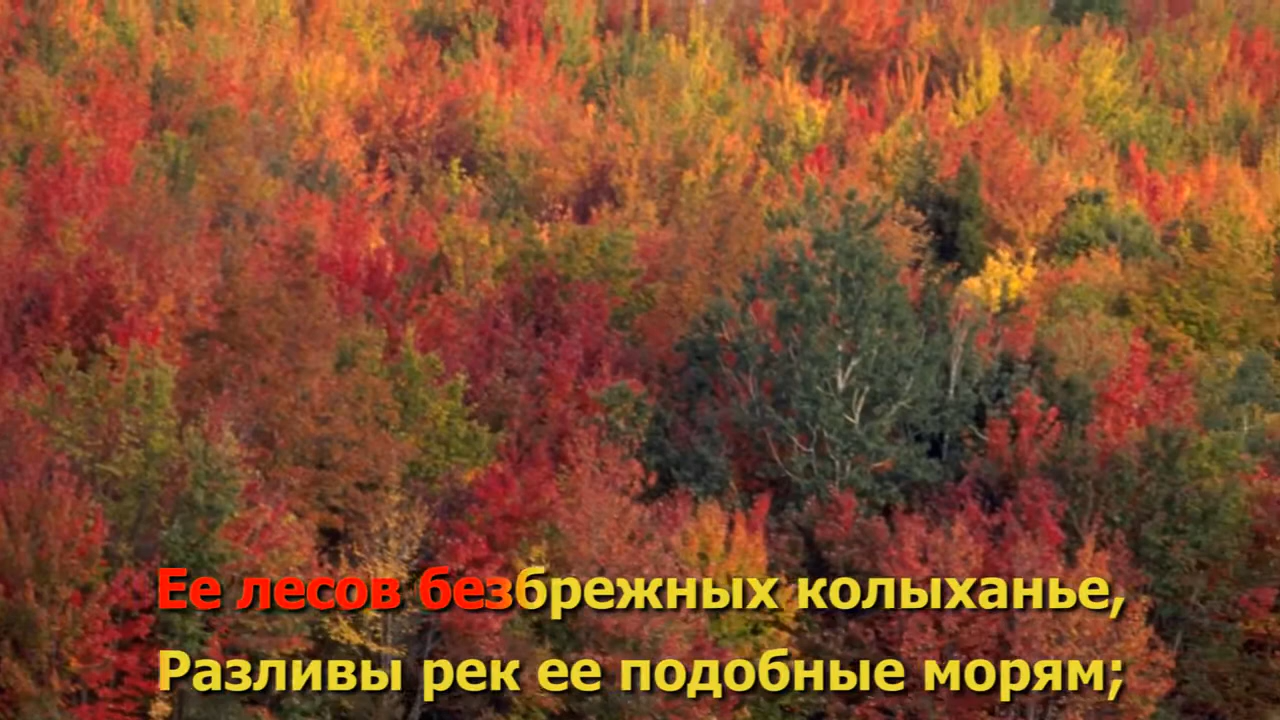 Ее лесов безбрежных колыханье,
Разливы рек ее подобные морям;